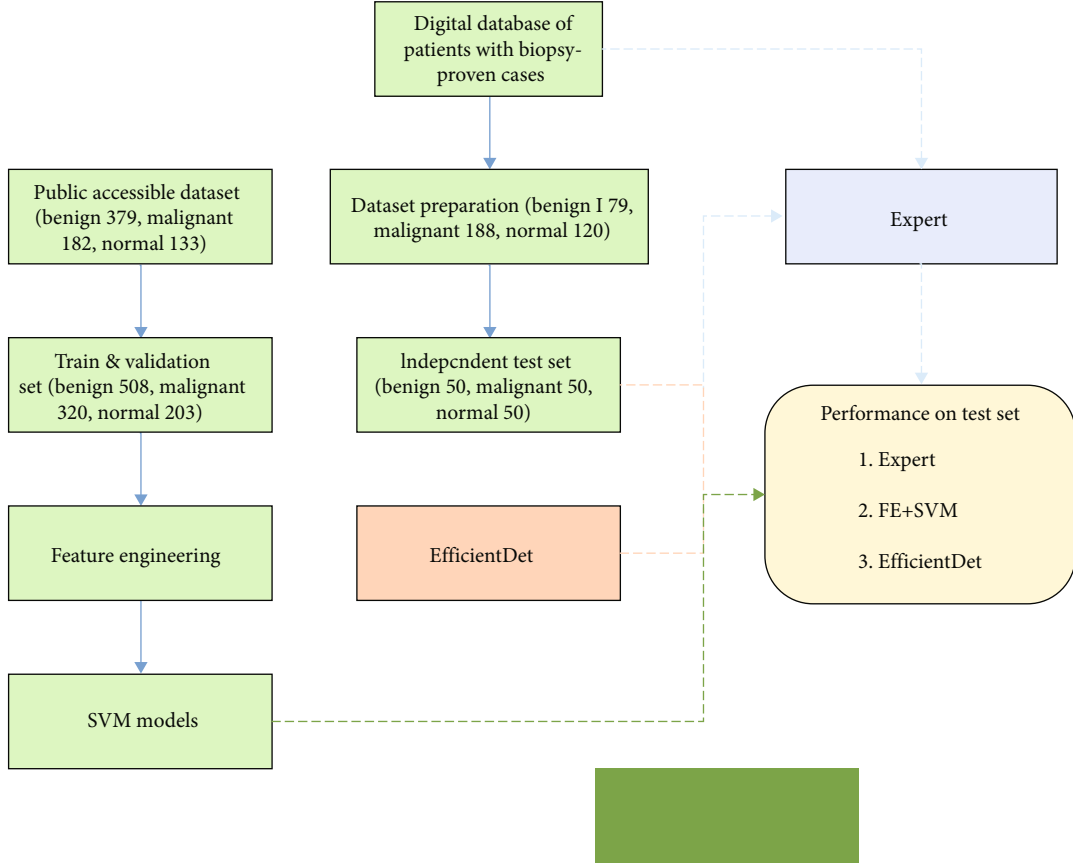 Digital database of
patients with biopsy-
proven cases
Public accessible dataset
(benign 379, malignant
182, normal 133)
Dataset preparation (benign I 79,
malignant 188, normal 120)
Expert
Train & validation
set (benign 508, malignant
320, normal 203)
lndepcndent test set
(benign 50, malignant 50,
normal 50)
Performance on test set
1. Expert
2. FE+SVM
3. EfficientDet
Feature engineering
EfficientDet
SVM models